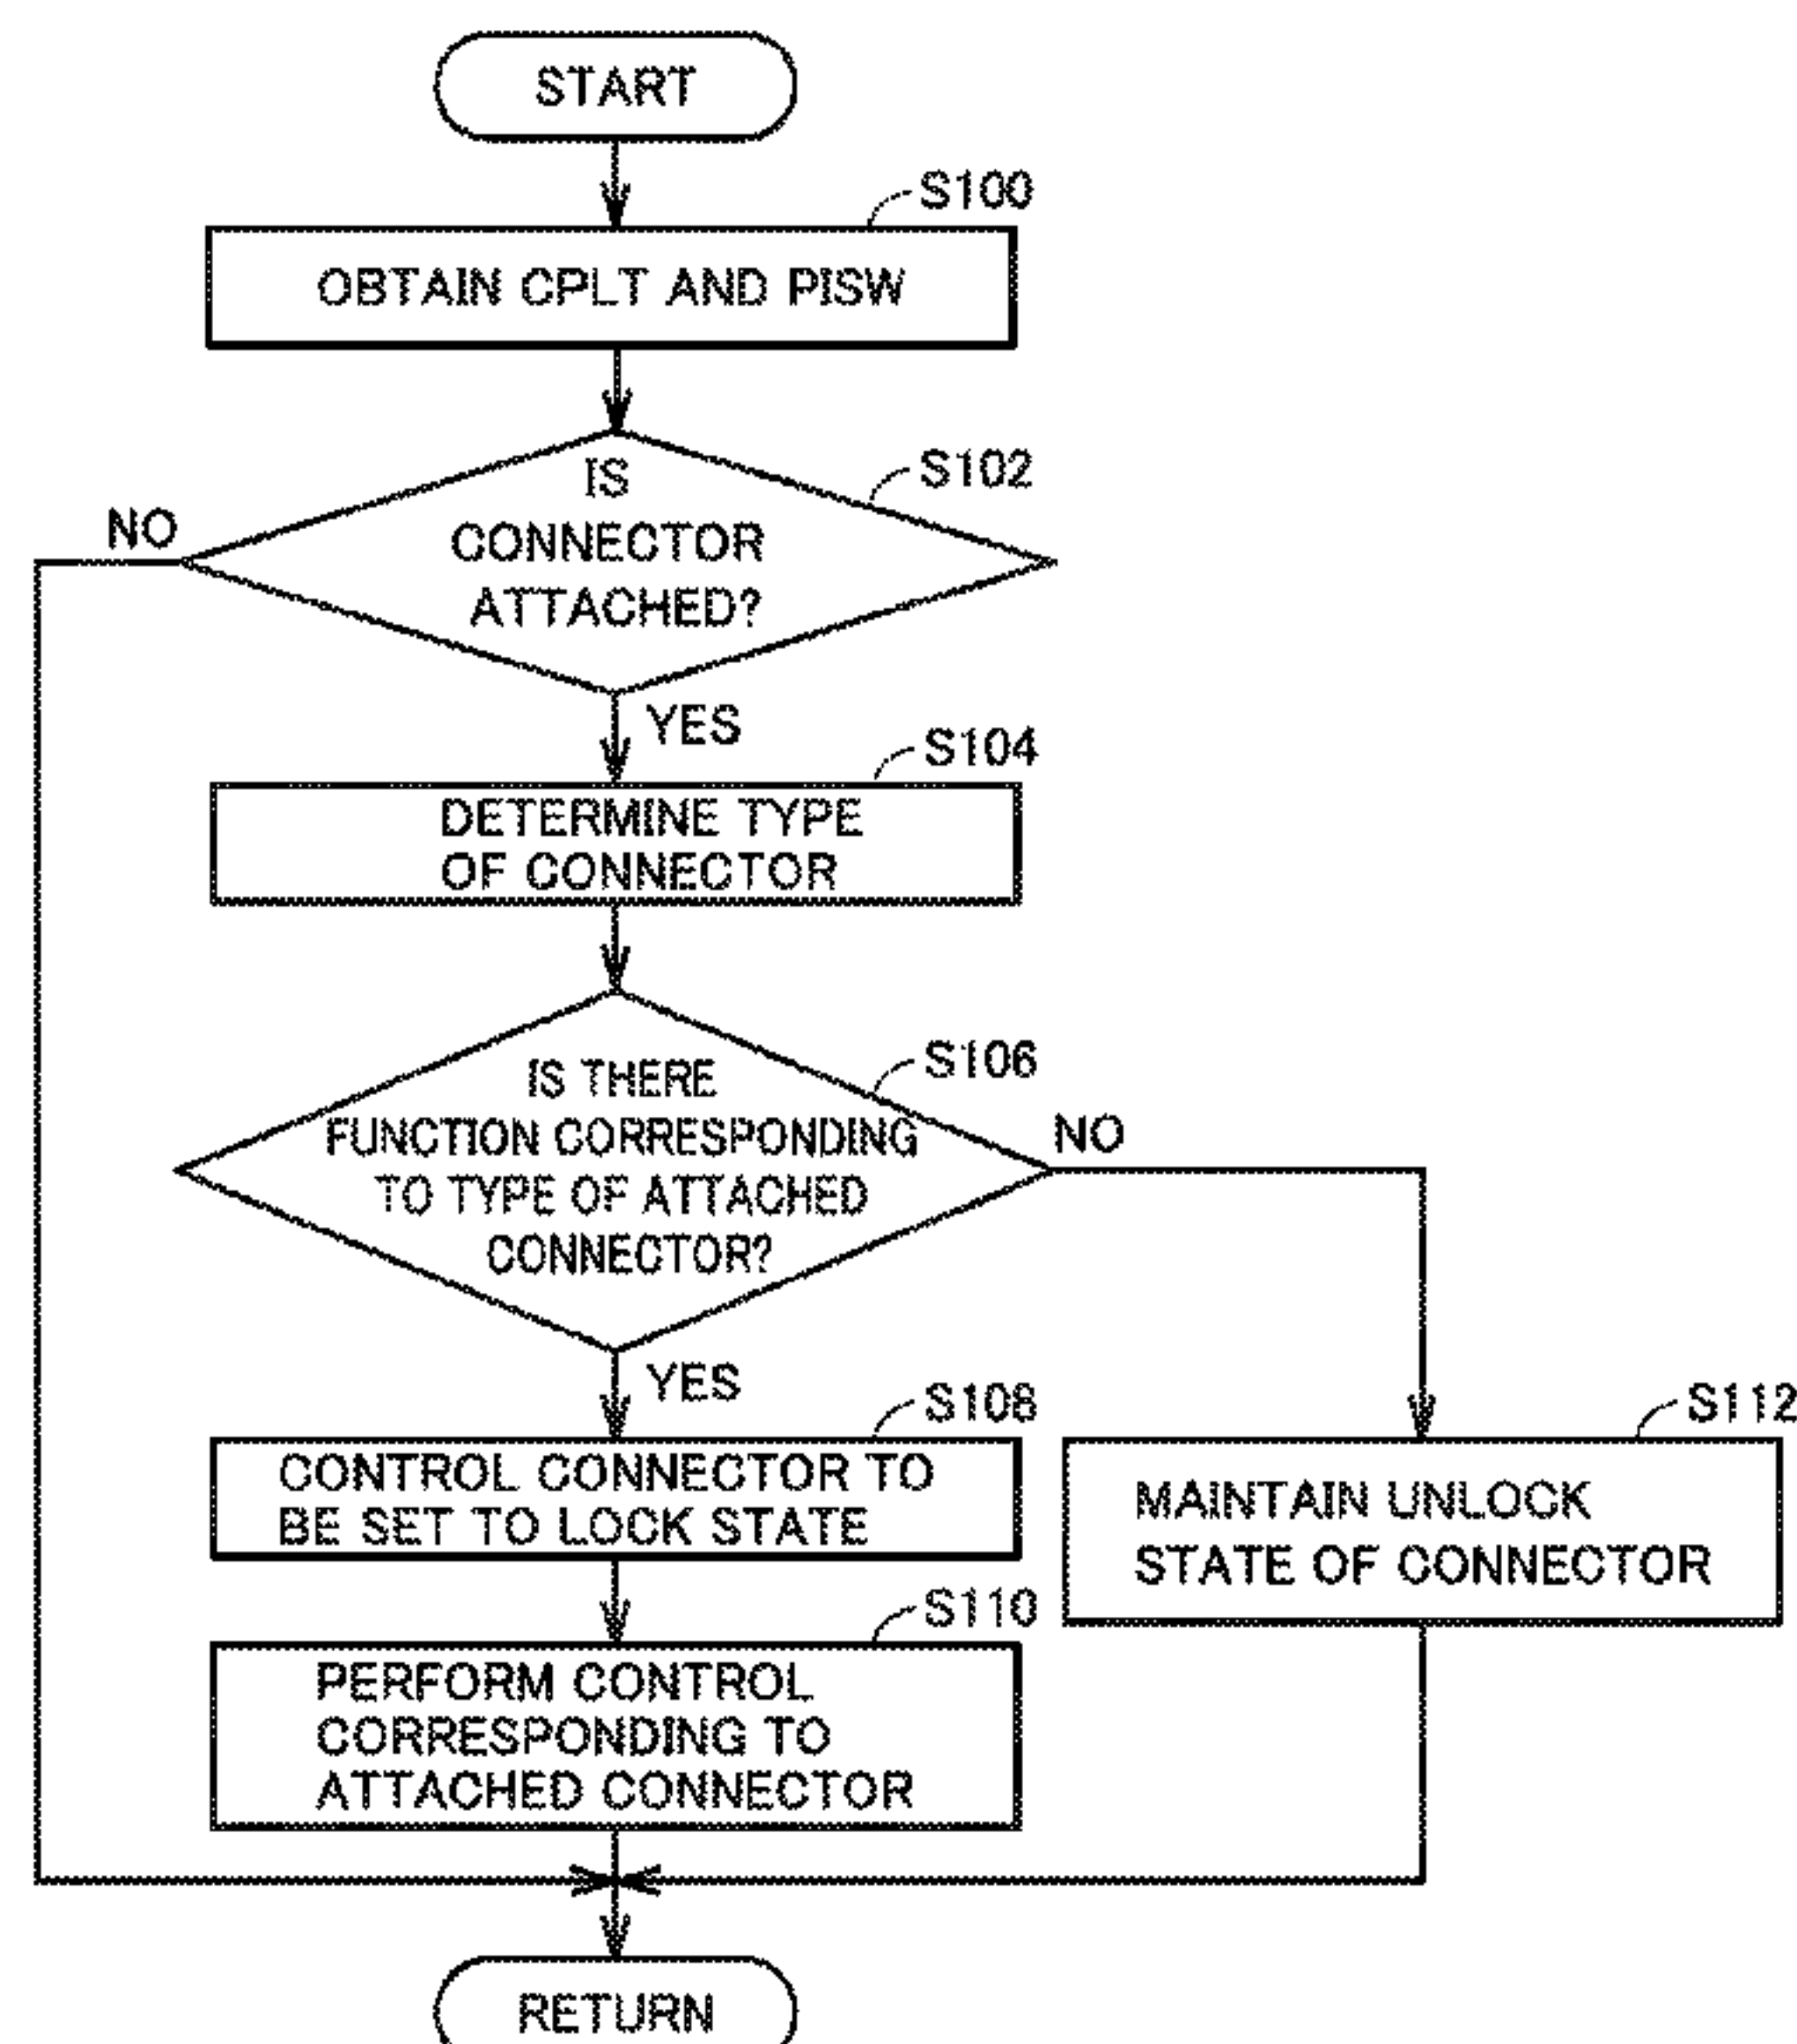 START
S100
OBTAIN CPLT AND PISW
S102
IS
CONNECTOR
ATTACHED?
NO
YES
S104
DETERMINE TYPE
OF CONNECTOR
S106
IS THERE
FUNCTION CORRESPONDING
TO TYPE OF ATTACHED
CONNECTOR?
NO
YES
S108
CONTROL CONNECTOR TO
BE SET TO LOCK STATE
S112
MAINTAIN UNLOCK
STATE OF CONNECTOR
S110
PERFORM CONTROL
CORRESPONDING TO
ATTACHED CONNECTOR
RETURN